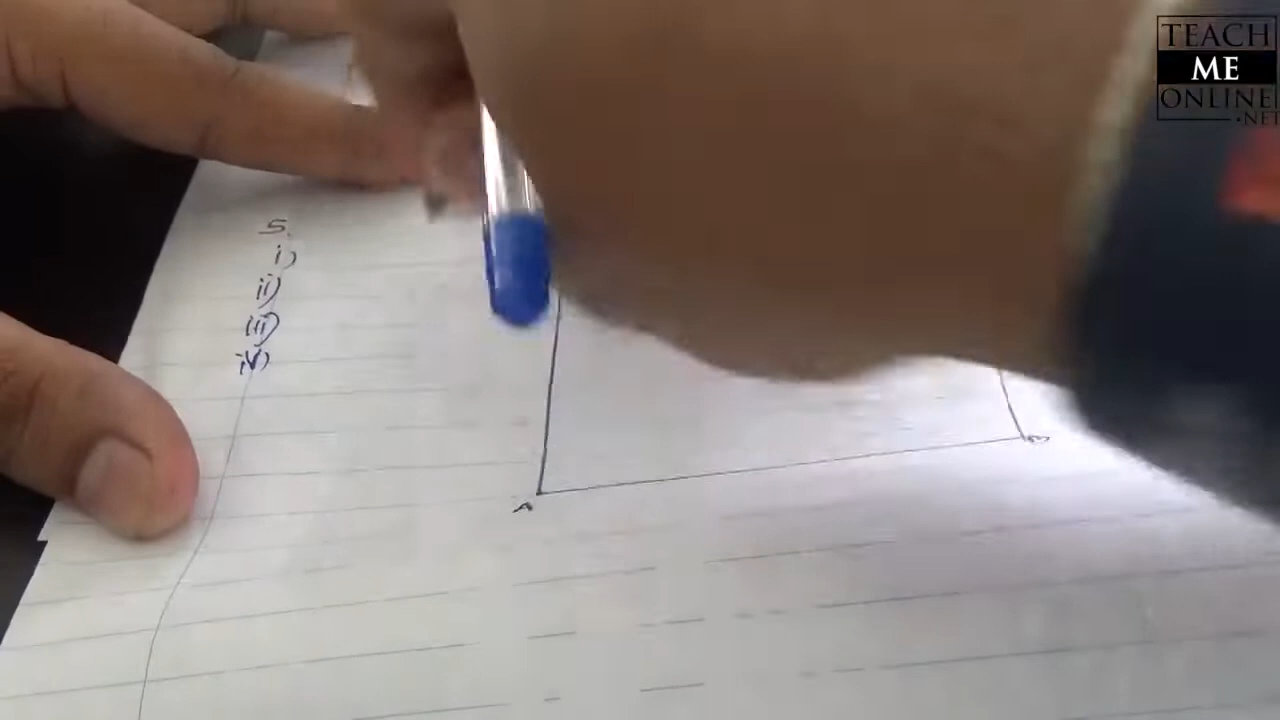 TEACH
ME
ONLINE
.NET
5.
i)
ii)
iii)
iv)
A